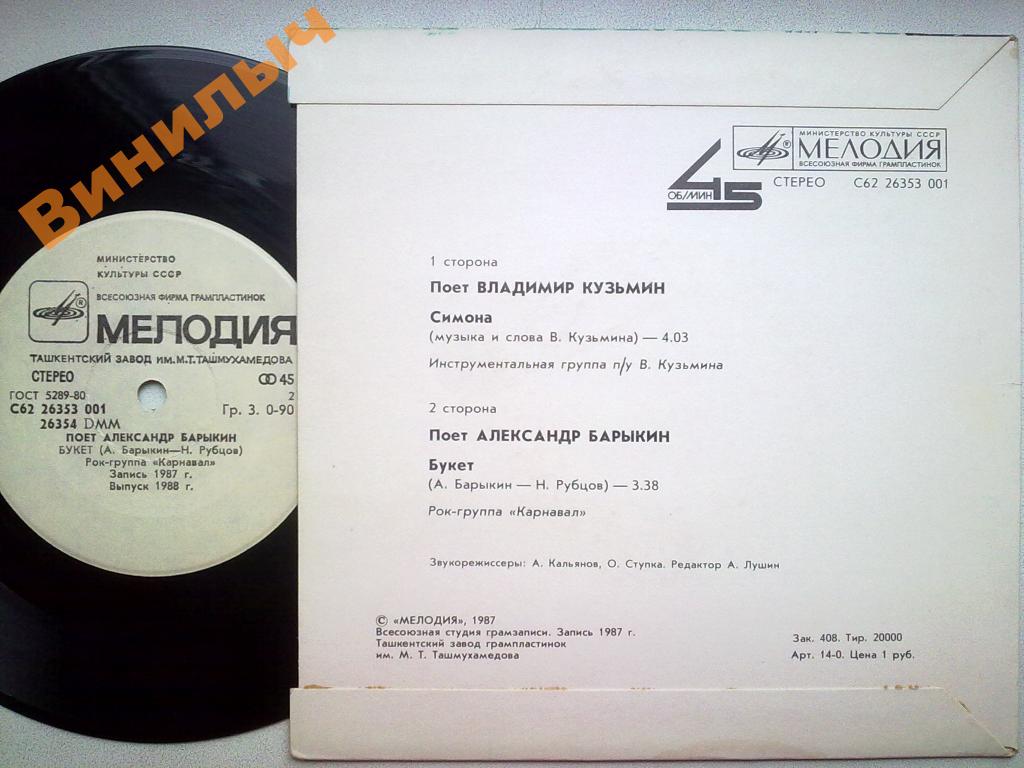 Винилыч
МИНИСТЕРСТВО
КУЛЬТУРЫ СССР
ВСЕСОЮЗНАЯ ФИРМА ГРАМПЛАСТИНОК
®
МЕЛОДИЯ
ТАШКЕНТСКИЙ ЗАВОД ИМ.М.Т.ТАШМУХАМЕДОВА
СТЕРЕО 45
ГОСТ 5289-80 2
С62 26353 001 Гр. 3. 0-90
26354 DMM
ПОЕТ АЛЕКСАНДР БАРЫКИН
БУКЕТ (А. Барыкин—Н. Рубцов)
Рок-группа «Карнавал»
Запись 1987 г.
Выпуск 1988 г.
45
ОБ/МИН
МИНИСТЕРСТВО КУЛЬТУРЫ СССР
® МЕЛОДИЯ
ВСЕСОЮЗНАЯ ФИРМА ГРАМПЛАСТИНОК
СТЕРЕО С62 26353 001
1 сторона
Поет ВЛАДИМИР КУЗЬМИН
Симона
(музыка и слова В. Кузьмина) — 4.03
Инструментальная группа п/у В. Кузьмина
2 сторона
Поет АЛЕКСАНДР БАРЫКИН
Букет
(А. Барыкин — Н. Рубцов) — 3.38
Рок-группа «Карнавал»
Звукорежиссеры: А. Кальянов, О. Ступка. Редактор А. Лушин
© «МЕЛОДИЯ», 1987
Всесоюзная студия грамзаписи. Запись 1987 г.
Ташкентский завод грампластинок
им. М. Т. Ташмухамедова
Зак. 408. Тир. 20000
Арт. 14-0. Цена 1 руб.